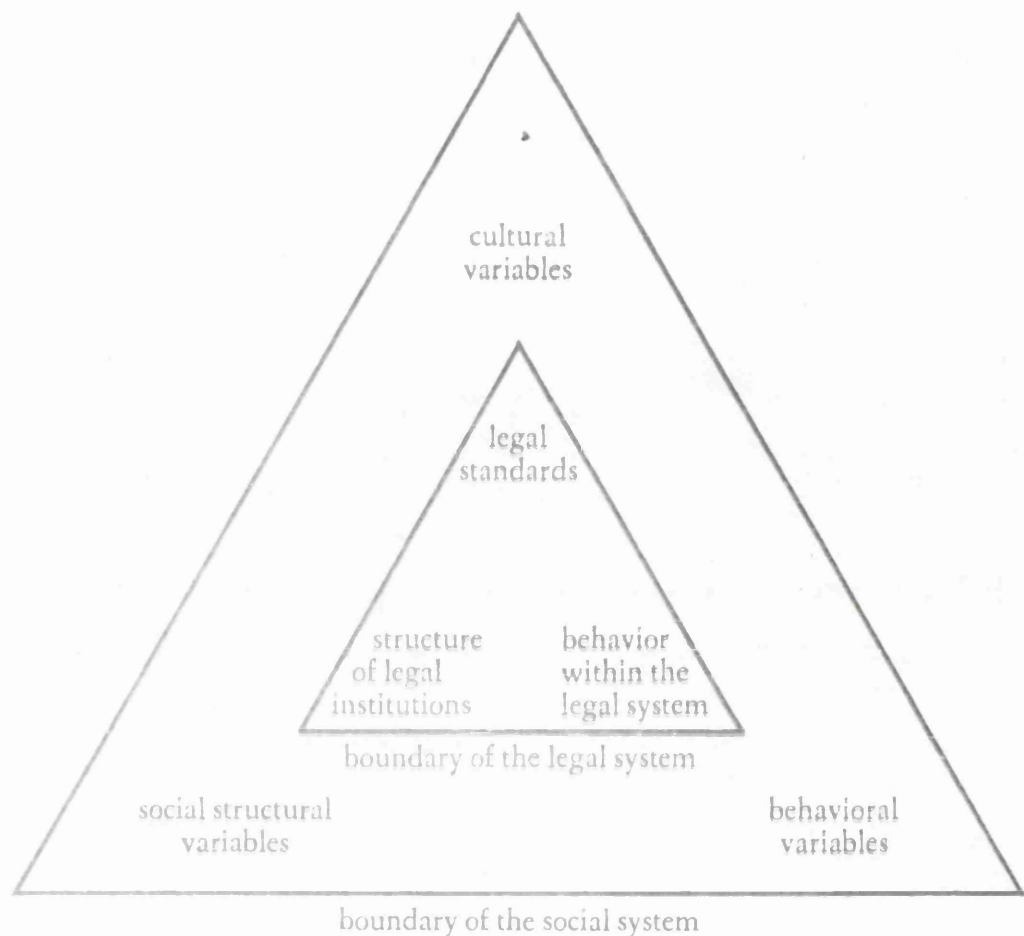 cultural
variables
legal
standards
structure
of legal
institutions
behavior
within the
legal system
boundary of the legal system
social structural
variables
behavioral
variables
boundary of the social system